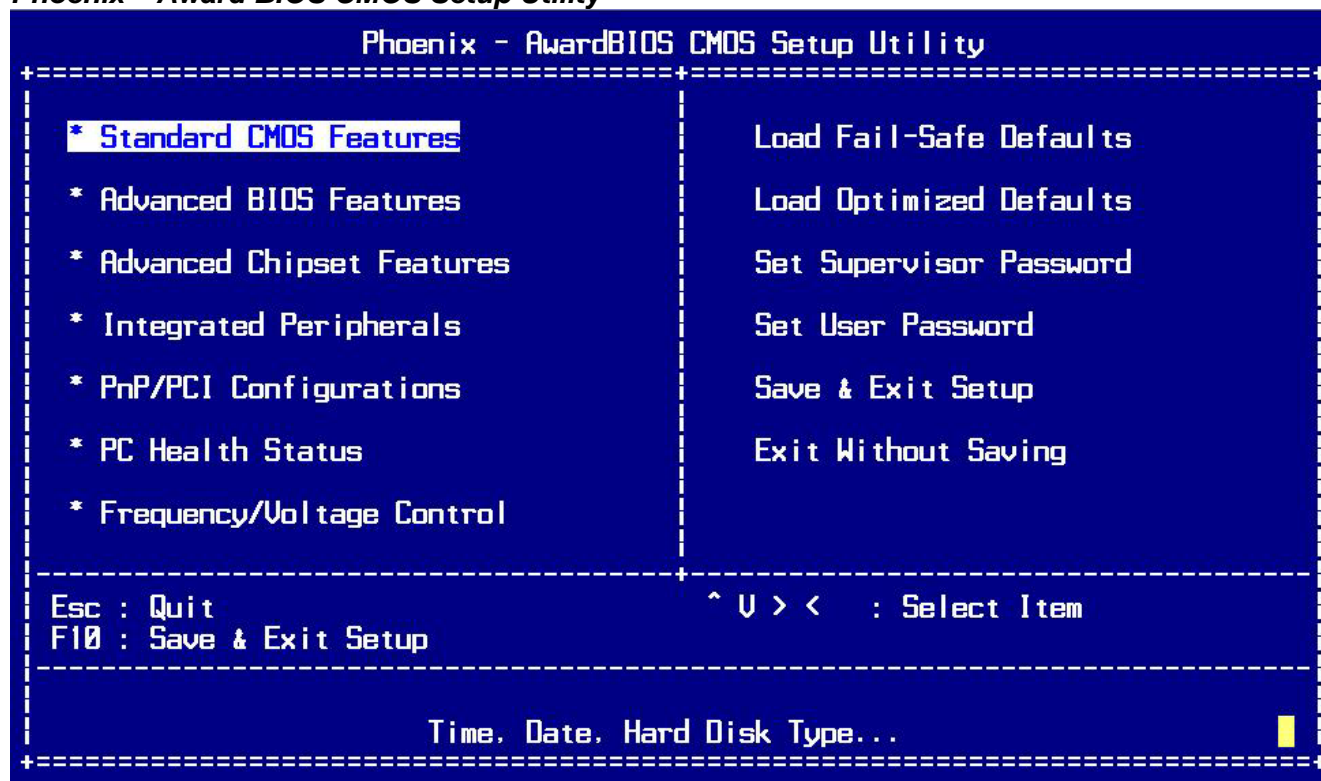 Phoenix - AwardBIOS CMOS Setup Utility
* Standard CMOS Features
* Advanced BIOS Features
* Advanced Chipset Features
* Integrated Peripherals
* PnP/PCI Configurations
* PC Health Status
* Frequency/Voltage Control
Load Fail-Safe Defaults
Load Optimized Defaults
Set Supervisor Password
Set User Password
Save & Exit Setup
Exit Without Saving
Esc : Quit
F10 : Save & Exit Setup
^ V > < : Select Item
Time, Date, Hard Disk Type...